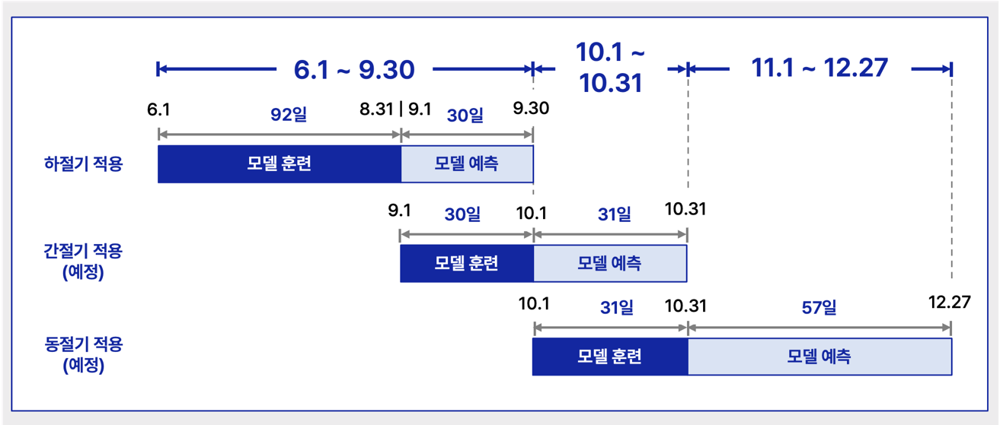 6.1 ~ 9.30
10.1 ~
10.31
11.1 ~ 12.27
6.1
92일
8.31 | 9.1
30일
9.30
하절기 적용
모델 훈련
모델 예측
9.1
30일
10.1
31일
10.31
간절기 적용
(예정)
모델 훈련
모델 예측
10.1
31일
10.31
57일
12.27
동절기 적용
(예정)
모델 훈련
모델 예측